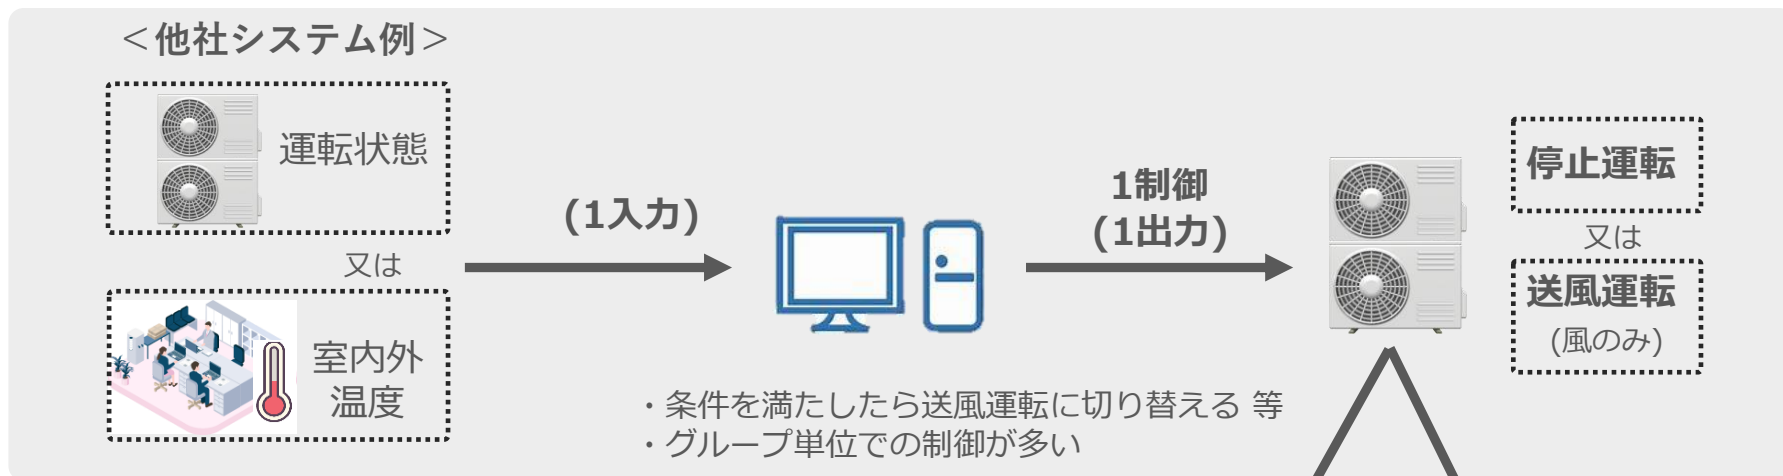 ＜他社システム例＞
運転状態
又は
室内外
温度
(1入力)
1制御
(1出力)
・条件を満たしたら送風運転に切り替える 等
・グループ単位での制御が多い
停止運転
又は
送風運転
(風のみ)